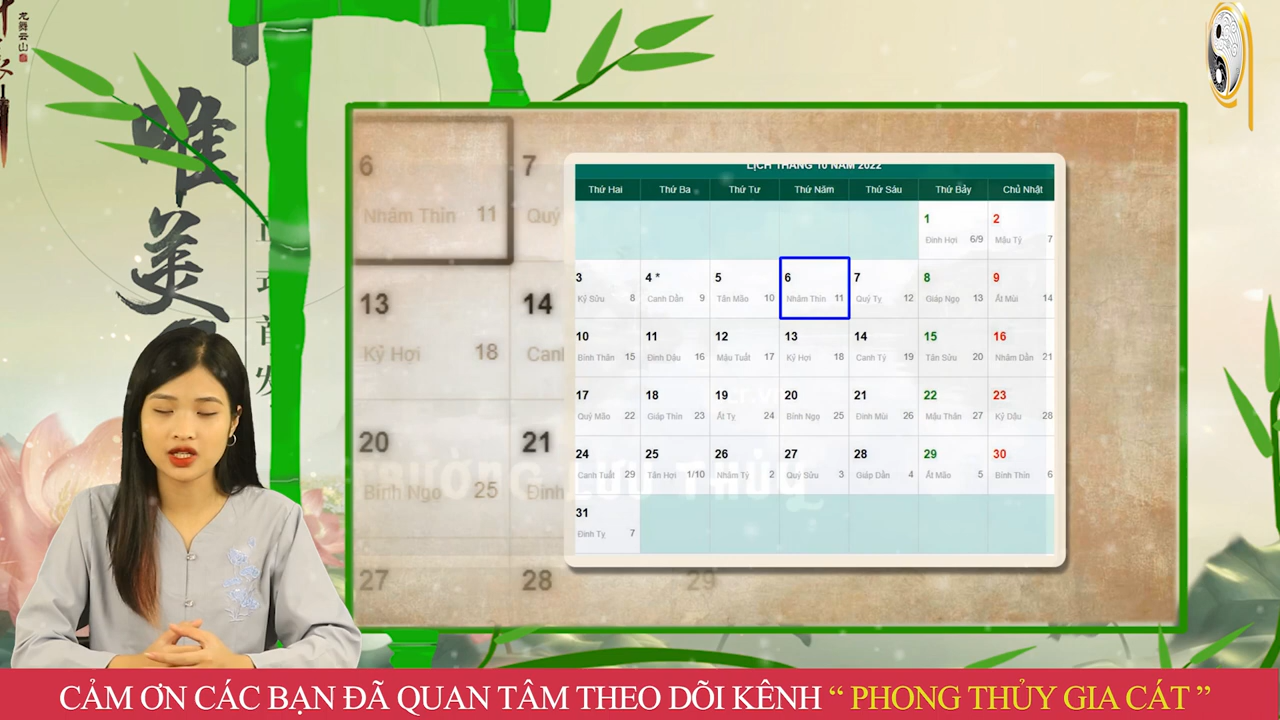 龙舞云山
唯
美
6
Nhâm Thìn 11
7
Quý
13
Kỷ Hợi 18
14
Canh
20
Bính Ngọ 25
21
Đinh
27
28
29
LỊCH THÁNG 10 NĂM 2022
Thứ Hai Thứ Ba Thứ Tư Thứ Năm Thứ Sáu Thứ Bảy Chủ Nhật
1 2
Đinh Hợi 6/9 Mậu Tý 7
3 4 * 5 6 7 8 9
Kỷ Sửu 8 Canh Dần 9 Tân Mão 10 Nhâm Thìn 11 Quý Tỵ 12 Giáp Ngọ 13 Ất Mùi 14
10 11 12 13 14 15 16
Bính Thân 15 Đinh Dậu 16 Mậu Tuất 17 Kỷ Hợi 18 Canh Tý 19 Tân Sửu 20 Nhâm Dần 21
17 18 19 20 21 22 23
Quý Mão 22 Giáp Thìn 23 Ất Tỵ 24 Bính Ngọ 25 Đinh Mùi 26 Mậu Thân 27 Kỷ Dậu 28
24 25 26 27 28 29 30
Canh Tuất 29 Tân Hợi 1/10 Nhâm Tý 2 Quý Sửu 3 Giáp Dần 4 Ất Mão 5 Bính Thìn 6
31
Đinh Tỵ 7
CẢM ƠN CÁC BẠN ĐÃ QUAN TÂM THEO DÕI KÊNH “ PHONG THỦY GIA CÁT ”